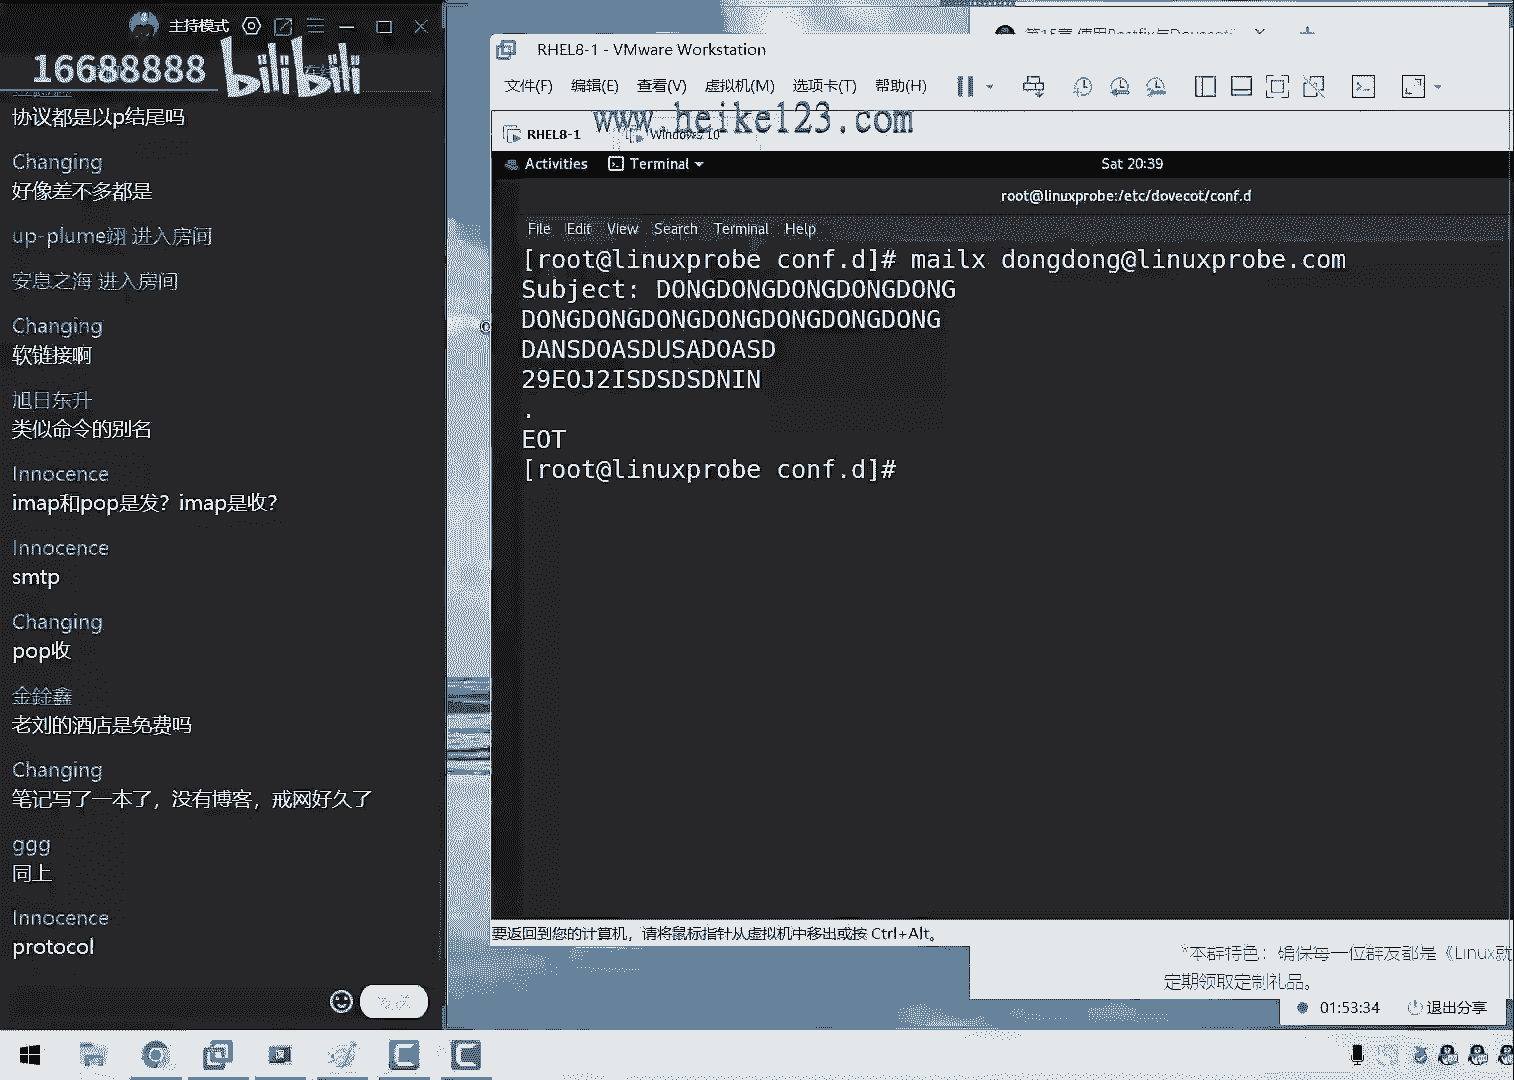 主持模式
16688888
bilibili
协议都是以p结尾吗
Changing
好像差不多都是
up-plume翊 进入房间
安息之海 进入房间
Changing
软链接啊
旭日东升
类似命令的别名
Innocence
imap和pop是发？imap是收？
Innocence
smtp
Changing
pop收
金銓鑫
老刘的酒店是免费吗
Changing
笔记写了一本了，没有博客，戒网好久了
ggg
同上
Innocence
protocol
RHEL8-1 - VMware Workstation
文件(F) 编辑(E) 查看(V) 虚拟机(M) 选项卡(T) 帮助(H)
www.heike123.com
RHEL8-1
Windows 10
Activities Terminal Sat 20:39
root@linuxprobe:/etc/dovecot/conf.d
File Edit View Search Terminal Help
[root@linuxprobe conf.d]# mailx dongdong@linuxprobe.com
Subject: DONGDONGDONGDONGDONG
DONGDONGDONGDONGDONGDONGDONG
DANSDOASDUSADOASD
29EOJ2ISDSDSDNIN
.
EOT
[root@linuxprobe conf.d]#
要返回到您的计算机，请将鼠标指针从虚拟机中移出或按 Ctrl+Alt。
*本群特色：确保每一位群友都是《Linux就
定期领取定制礼品。
01:53:34 退出分享